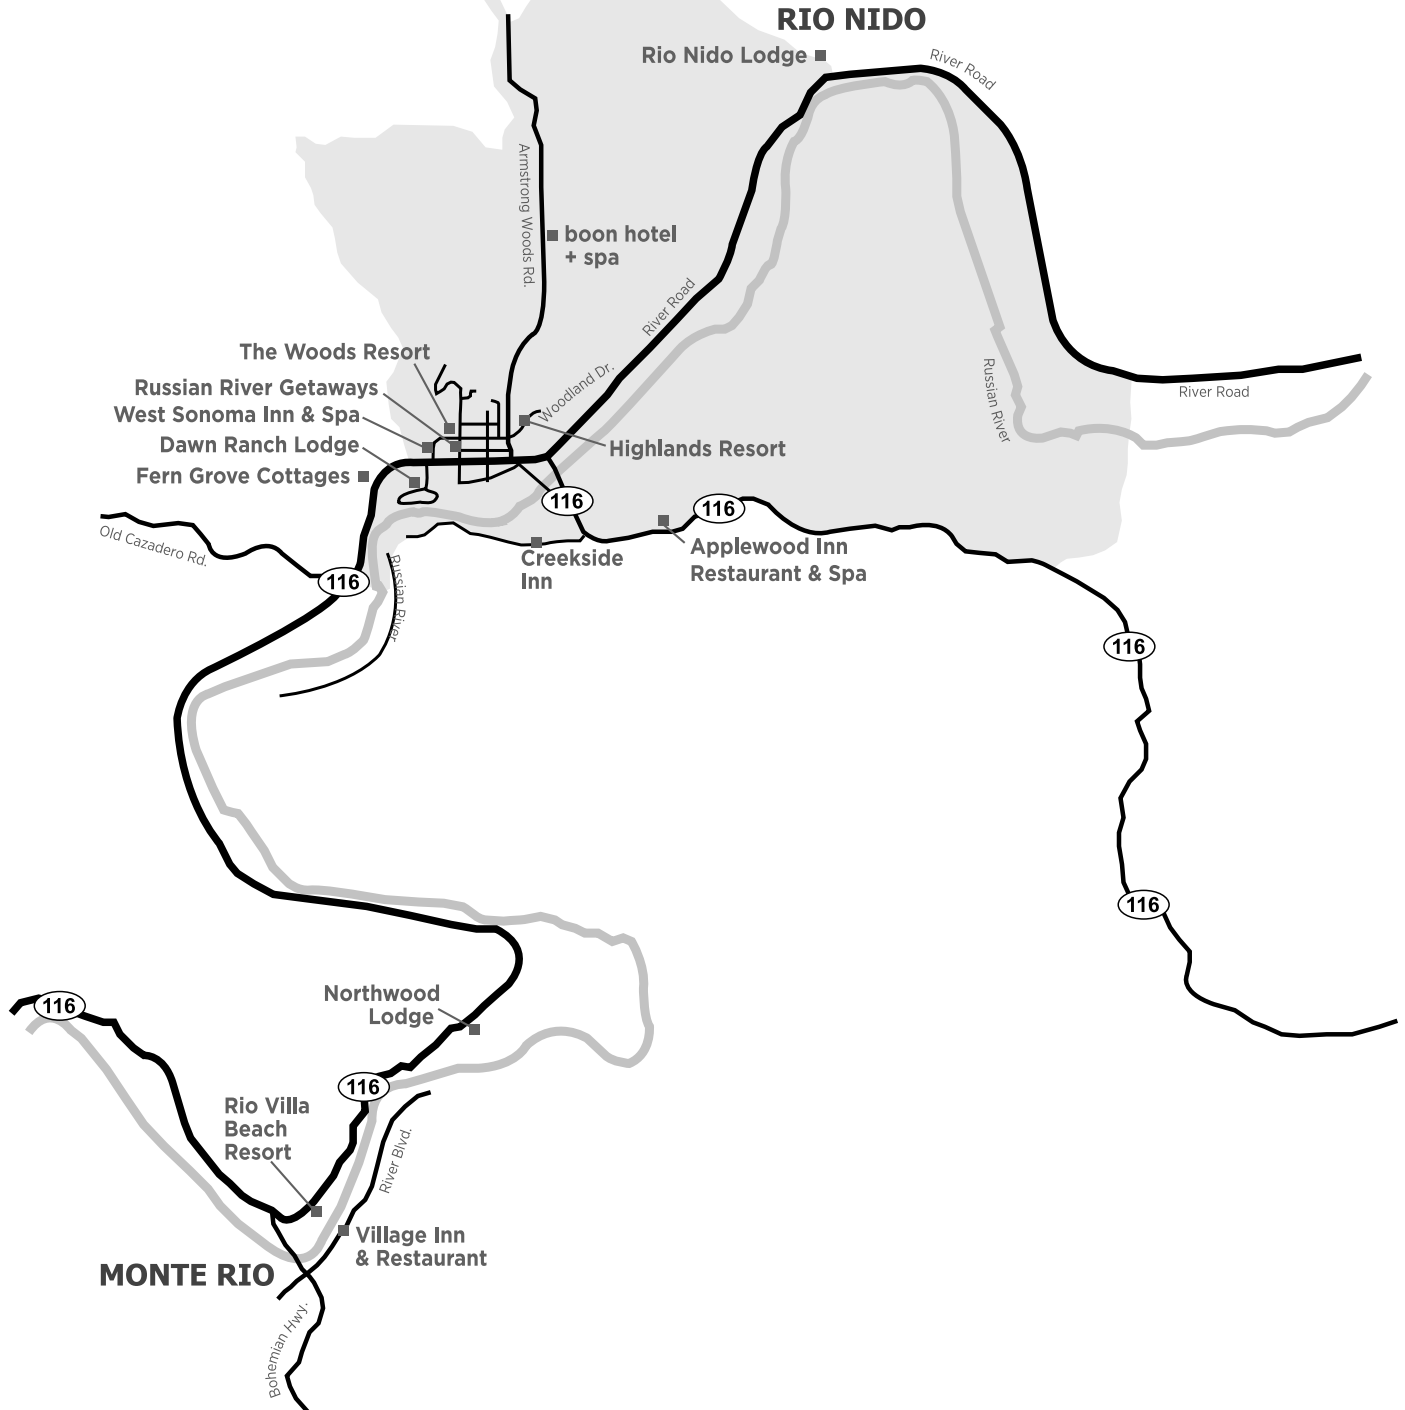 RIO NIDO
Rio Nido Lodge
River Road
Armstrong Woods Rd.
boon hotel
+ spa
River Road
The Woods Resort
Russian River Getaways
West Sonoma Inn & Spa
Dawn Ranch Lodge
Fern Grove Cottages
Woodland Dr.
Highlands Resort
Russian River
River Road
116
116
Old Cazadero Rd.
Creekside
Inn
Applewood Inn
Restaurant & Spa
116
Russian River
116
116
Northwood
Lodge
116
116
Rio Villa
Beach
Resort
River Blvd.
Village Inn
& Restaurant
MONTE RIO
Bohemian Hwy.